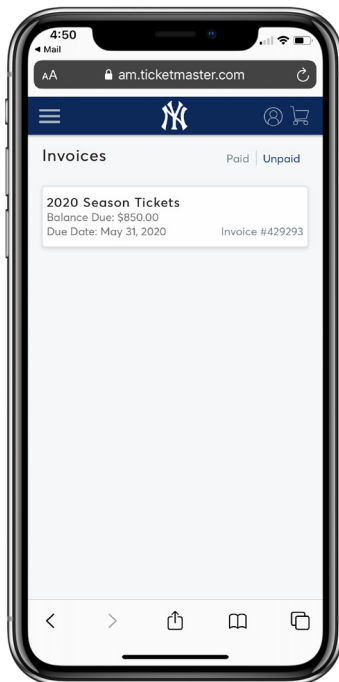 4:50
Mail
AA am.ticketmaster.com
NY
Invoices
Paid | Unpaid
2020 Season Tickets
Balance Due: $850.00
Due Date: May 31, 2020
Invoice #429293